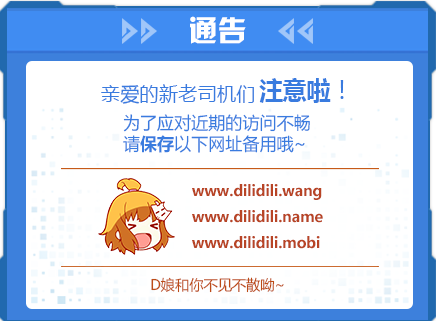 通告
亲爱的新老司机们 注意啦！
为了应对近期的访问不畅
请保存以下网址备用哦~
www.dilidili.wang
www.dilidili.name
www.dilidili.mobi
D娘和你不见不散呦~